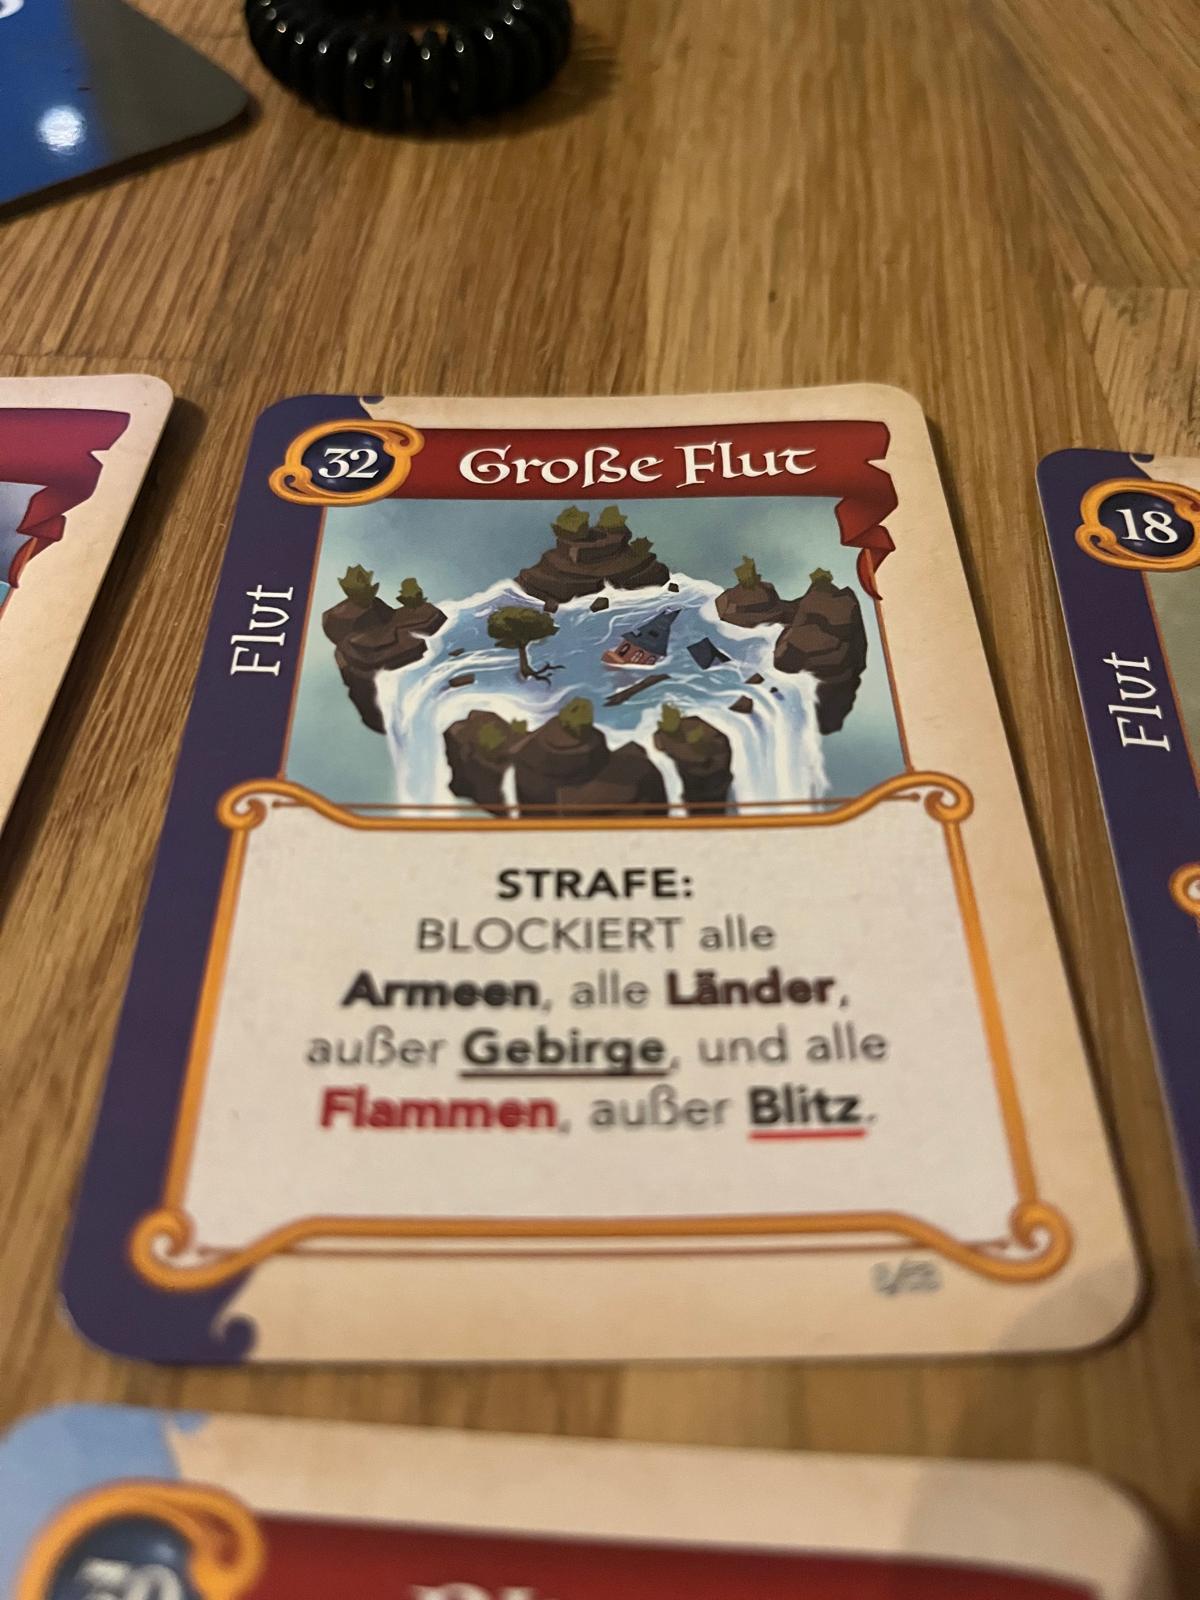 32
Große Flut
Flut
STRAFE:
BLOCKIERT alle
Armeen, alle Länder,
außer Gebirge, und alle
Flammen, außer Blitz.
18
Flut